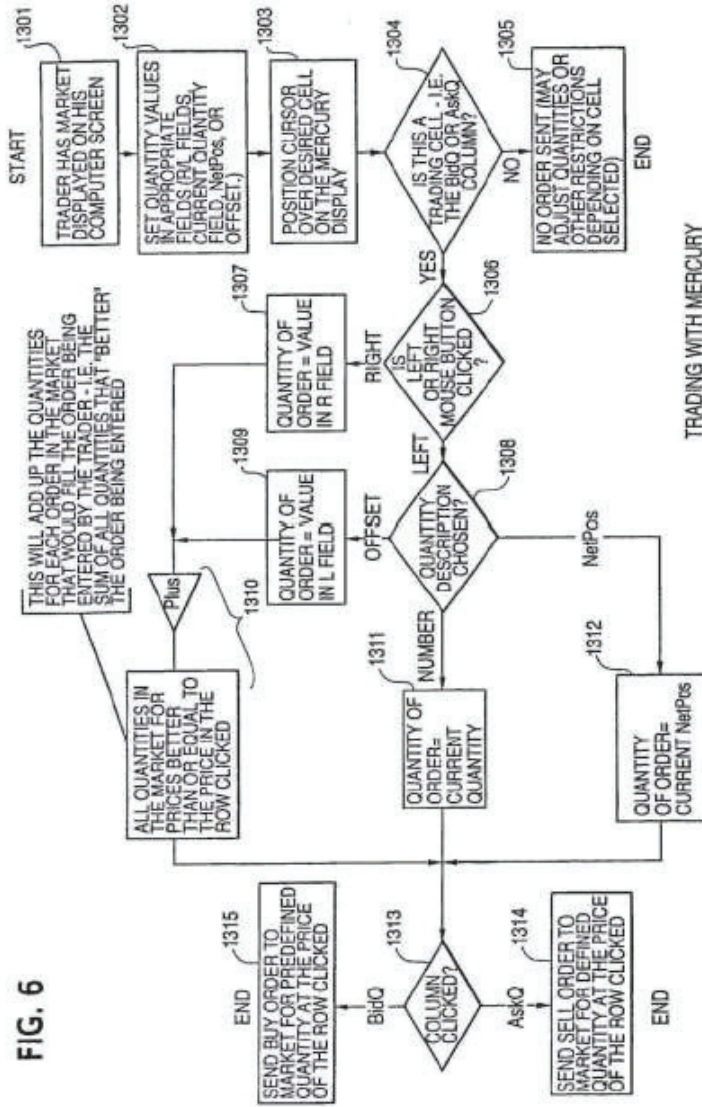 FIG. 6
START
1301
TRADER HAS MARKET
DISPLAYED ON HIS
COMPUTER SCREEN
1302
SET QUANTITY VALUES
IN APPROPRIATE
FIELDS (R/L FIELDS,
CURRENT QUANTITY
FIELD, NetPos, OR
OFFSET.)
1303
POSITION CURSOR
OVER DESIRED CELL
ON THE MERCURY
DISPLAY
1304
IS THIS A
TRADING CELL - I.E.
THE BidQ OR AskQ
COLUMN?
NO
1305
NO ORDER SENT (MAY
ADJUST QUANTITIES OR
OTHER RESTRICTIONS
DEPENDING ON CELL
SELECTED)
END
YES
1306
IS
LEFT
OR RIGHT
MOUSE BUTTON
CLICKED
?
RIGHT
1307
QUANTITY OF
ORDER = VALUE
IN R FIELD
LEFT
1308
QUANTITY
DESCRIPTION
CHOSEN?
OFFSET
1309
QUANTITY OF
ORDER = VALUE
IN L FIELD
Plus
1310
THIS WILL ADD UP THE QUANTITIES
FOR EACH ORDER IN THE MARKET
THAT WOULD FILL THE ORDER BEING
ENTERED BY THE TRADER - I.E. THE
SUM OF ALL QUANTITIES THAT "BETTER"
THE ORDER BEING ENTERED
ALL QUANTITIES IN
THE MARKET FOR
PRICES BETTER
THAN OR EQUAL TO
THE PRICE IN THE
ROW CLICKED
NUMBER
1311
QUANTITY OF
ORDER=
CURRENT
QUANTITY
NetPos
1312
QUANTITY
OF ORDER=
CURRENT NetPos
1313
COLUMN
CLICKED?
BidQ
1315
SEND BUY ORDER TO
MARKET FOR PREDEFINED
QUANTITY AT THE PRICE
OF THE ROW CLICKED
END
AskQ
1314
SEND SELL ORDER TO
MARKET FOR DEFINED
QUANTITY AT THE PRICE
OF THE ROW CLICKED
END
TRADING WITH MERCURY